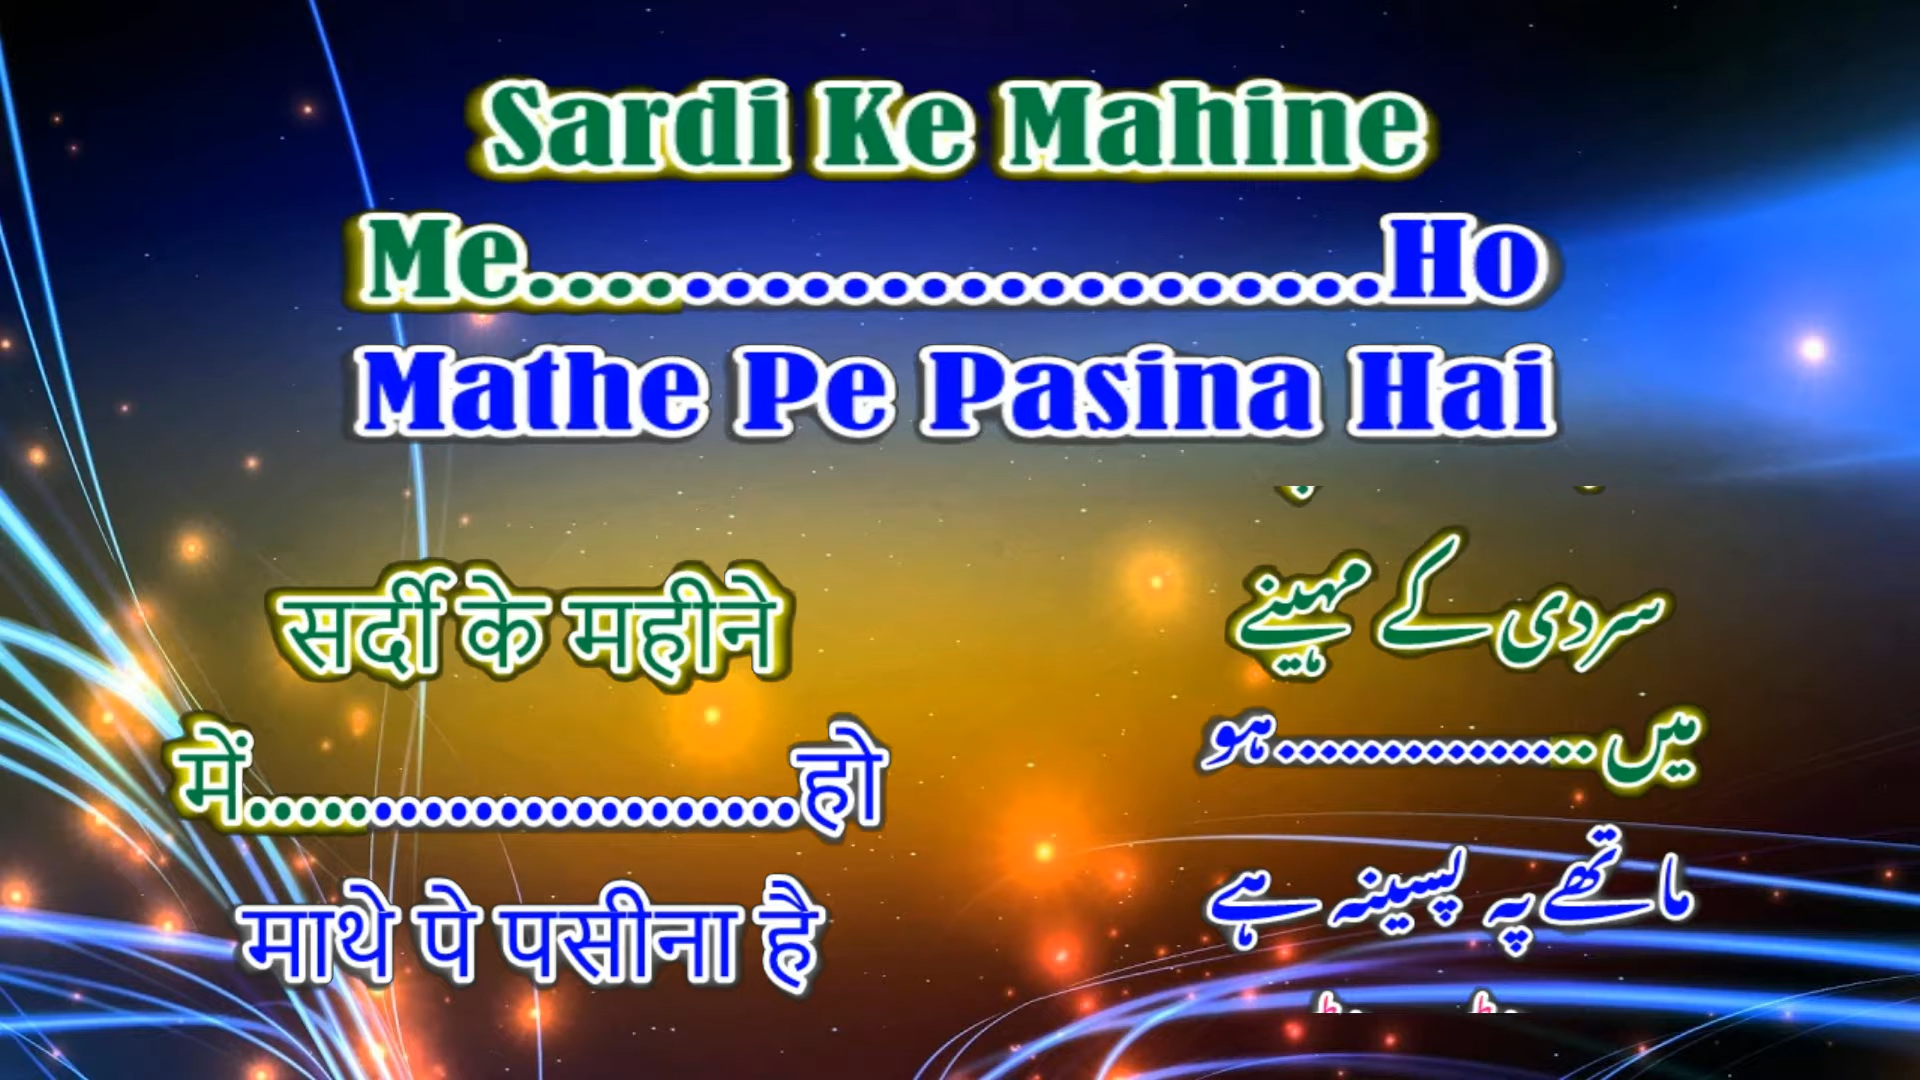 Sardi Ke Mahine
Me........................Ho
Mathe Pe Pasina Hai
सर्दी के महीने
में......................हो
माथे पे पसीना है
سردی کے مہینے
میں ................ہو
ماتھے پہ پسینہ ہے